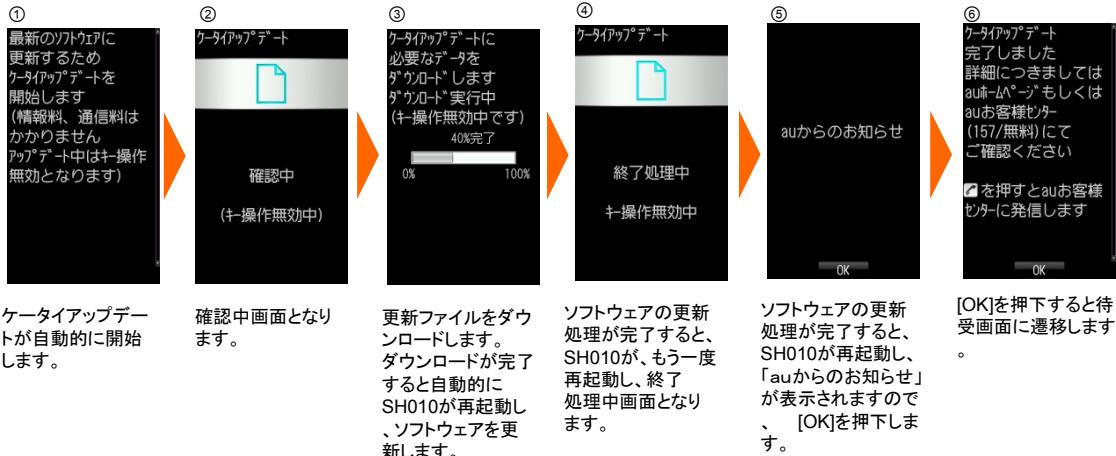 ①
最新のｿﾌﾄｳｪｱに
更新するため
ｹｰﾀｲｱｯﾌﾟﾃﾞｰﾄを
開始します
(情報料、通信料は
かかりません
ｱｯﾌﾟﾃﾞｰﾄ中はｷｰ操作
無効となります)
ケータイアップデー
トが自動的に開始
します。
②
ｹｰﾀｲｱｯﾌﾟﾃﾞｰﾄ
確認中
(ｷｰ操作無効中)
確認中画面となり
ます。
③
ｹｰﾀｲｱｯﾌﾟﾃﾞｰﾄに
必要なﾃﾞｰﾀを
ﾀﾞｳﾝﾛｰﾄﾞします
ﾀﾞｳﾝﾛｰﾄﾞ実行中
(ｷｰ操作無効中です)
40%完了
0% 100%
更新ファイルをダウ
ンロードします。
ダウンロードが完了
すると自動的に
SH010が再起動し
、ソフトウェアを更
新します。
④
ｹｰﾀｲｱｯﾌﾟﾃﾞｰﾄ
終了処理中
ｷｰ操作無効中
ソフトウェアの更新
処理が完了すると、
SH010が、もう一度
再起動し、終了
処理中画面となり
ます。
⑤
auからのお知らせ
OK
ソフトウェアの更新
処理が完了すると、
SH010が再起動し、
「ａｕからのお知らせ」
が表示されますので
、 [OK]を押下しま
す。
⑥
ｹｰﾀｲｱｯﾌﾟﾃﾞｰﾄ
完了しました
詳細につきましては
auﾎｰﾑﾍﾟｰｼﾞもしくは
auお客様ｾﾝﾀｰ
(157/無料)にて
ご確認ください
を押すとauお客様
ｾﾝﾀｰに発信します
OK
[OK]を押下すると待
受画面に遷移します
。